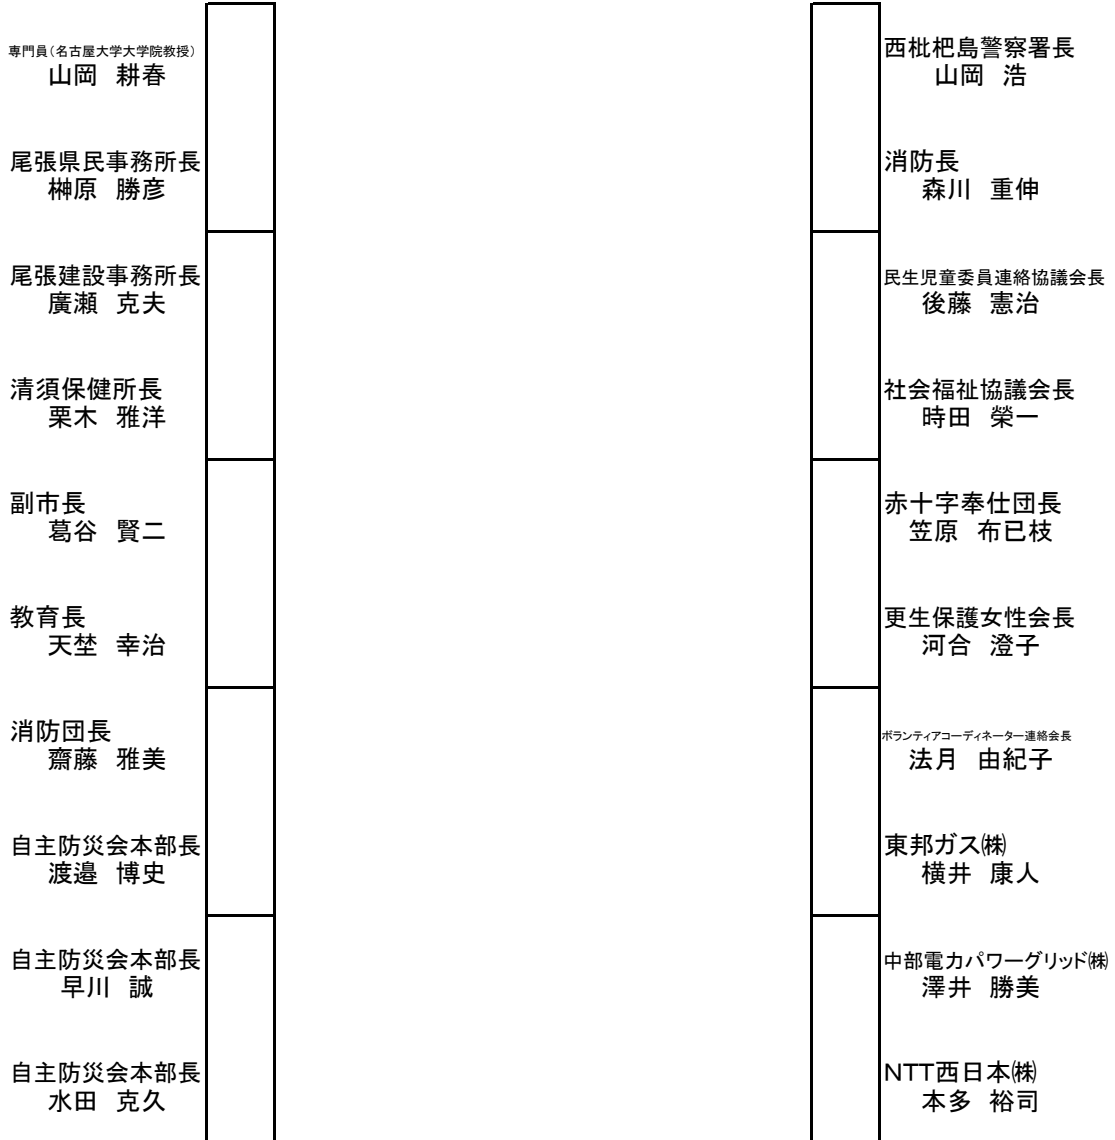 専門員（名古屋大学大学院教授）
山岡　耕春
尾張県民事務所長
榊原　勝彦
尾張建設事務所長
廣瀬　克夫
清須保健所長
栗木　雅洋
副市長
葛谷　賢二
教育長
天埜　幸治
消防団長
齋藤　雅美
自主防災会本部長
渡邉　博史
自主防災会本部長
早川　誠
自主防災会本部長
水田　克久
西枇杷島警察署長
山岡　浩
消防長
森川　重伸
民生児童委員連絡協議会長
後藤　憲治
社会福祉協議会長
時田　榮一
赤十字奉仕団長
笠原　布已枝
更生保護女性会長
河合　澄子
ボランティアコーディネーター連絡会長
法月　由紀子
東邦ガス㈱
横井　康人
中部電力パワーグリッド㈱
澤井　勝美
NTT西日本㈱
本多　裕司